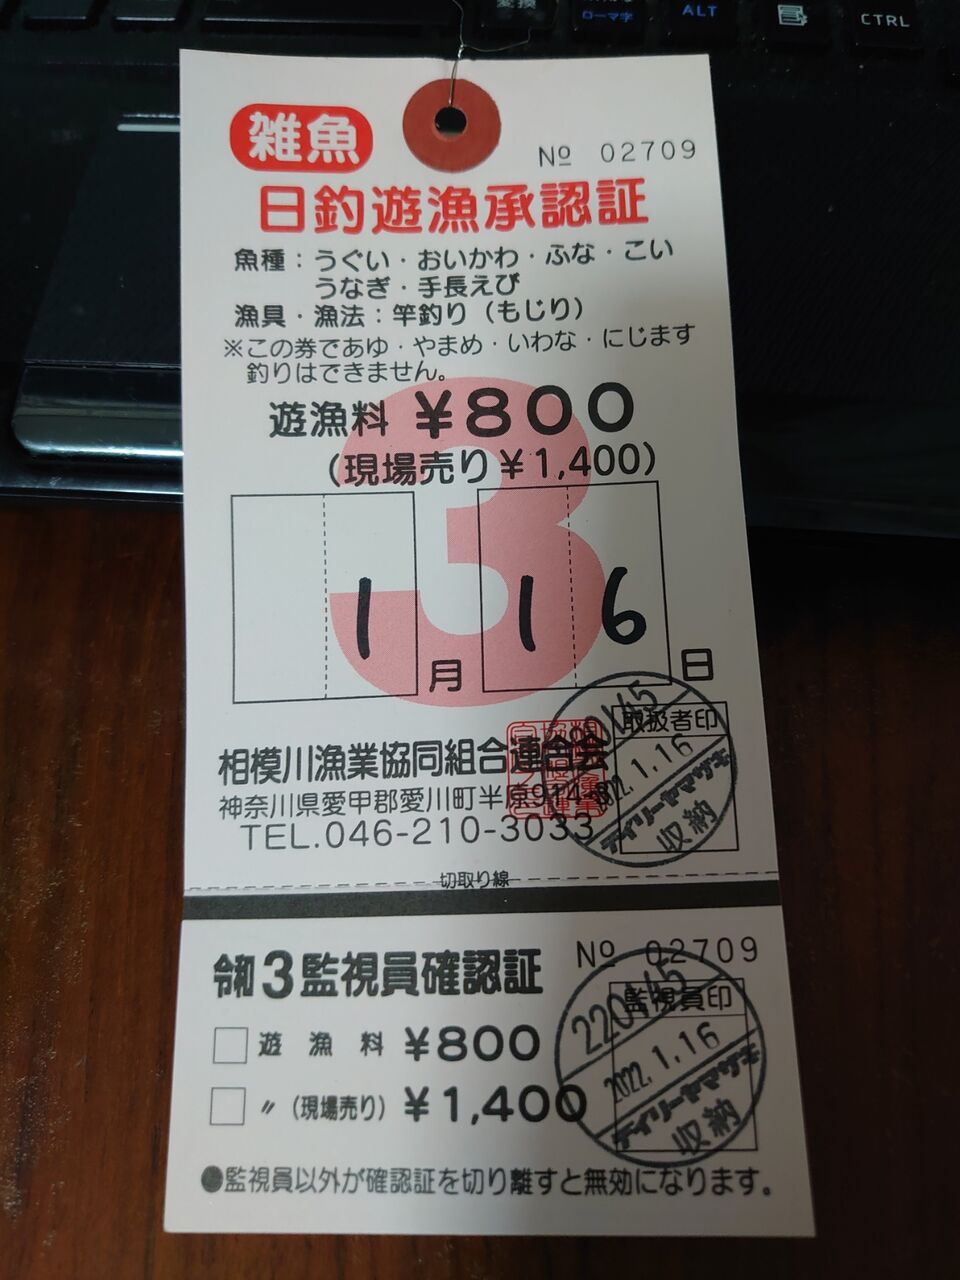 変換
ローマ字
ALT
CTRL
雑魚
№ 02709
日釣遊漁承認証
魚種：うぐい・おいかわ・ふな・こい
うなぎ・手長えび
漁具・漁法：竿釣り（もじり）
※この券であゆ・やまめ・いわな・にじます
釣りはできません。
3
遊漁料 ¥800
（現場売り¥1,400）
1月 16日
取扱者印
相模川漁業協同組合連合会
神奈川県愛甲郡愛川町半原914-
TEL.046-210-3033
2022.1.16
デイリーヤマザキ
収納
切取り線
令和3監視員確認証
№ 02709
監視員印
遊漁料 ¥800
〃（現場売り）¥1,400
220145
2022.1.16
デイリーヤマザキ
収納
●監視員以外が確認証を切り離すと無効になります。